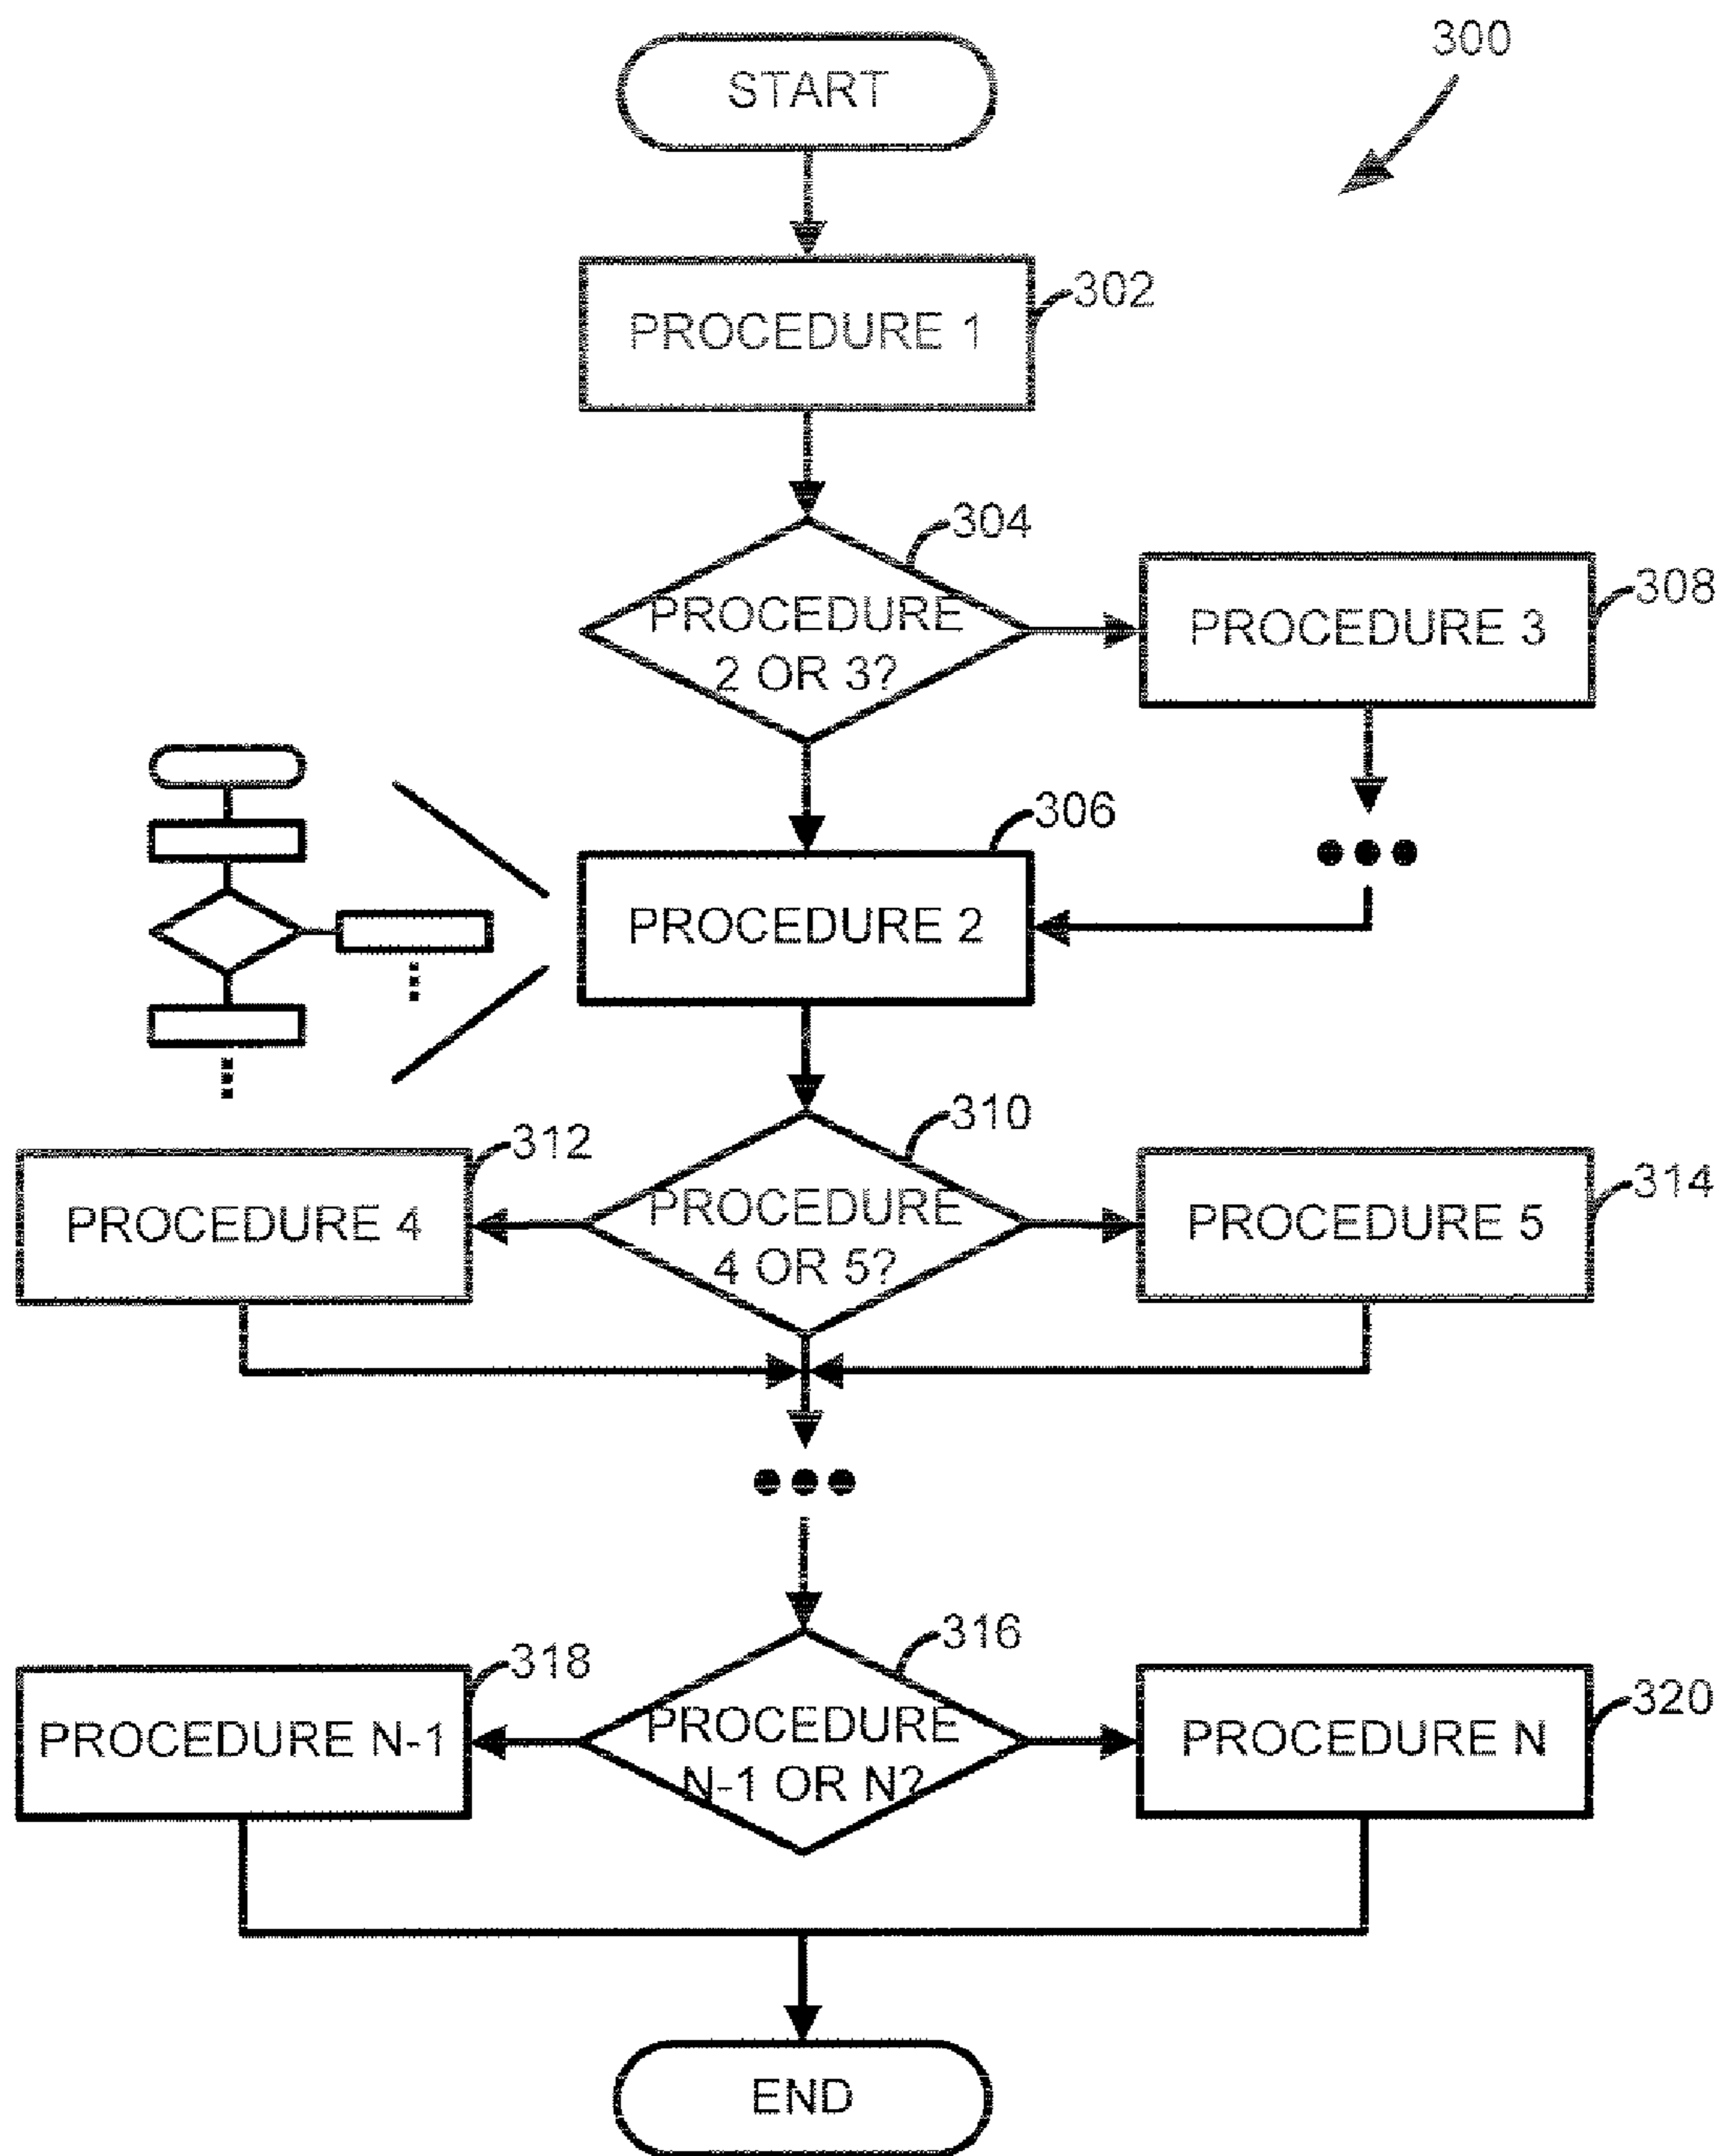 300
START
302
PROCEDURE 1
304
PROCEDURE
2 OR 3?
308
PROCEDURE 3
306
PROCEDURE 2
310
PROCEDURE
4 OR 5?
312
PROCEDURE 4
314
PROCEDURE 5
316
PROCEDURE
N-1 OR N?
318
PROCEDURE N-1
320
PROCEDURE N
END